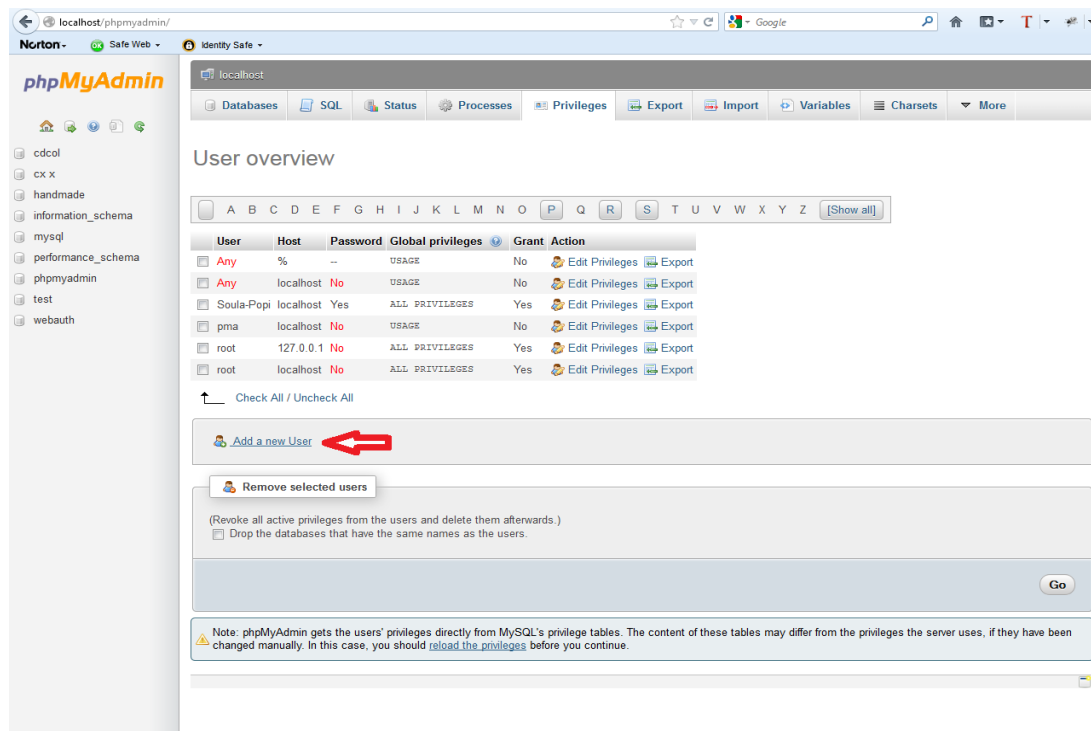 localhost/phpmyadmin/ Google T
Norton OK Safe Web Identity Safe
phpMyAdmin
localhost
Databases SQL Status Processes Privileges Export Import Variables Charsets More
cdcol
cx x
handmade
information_schema
mysql
performance_schema
phpmyadmin
test
webauth
User overview
A B C D E F G H I J K L M N O P Q R S T U V W X Y Z [Show all]
User Host Password Global privileges Grant Action
Any % -- USAGE No Edit Privileges Export
Any localhost No USAGE No Edit Privileges Export
Soula-Popi localhost Yes ALL PRIVILEGES Yes Edit Privileges Export
pma localhost No USAGE No Edit Privileges Export
root 127.0.0.1 No ALL PRIVILEGES Yes Edit Privileges Export
root localhost No ALL PRIVILEGES Yes Edit Privileges Export
Check All / Uncheck All
Add a new User
Remove selected users
(Revoke all active privileges from the users and delete them afterwards.)
Drop the databases that have the same names as the users.
Go
Note: phpMyAdmin gets the users' privileges directly from MySQL's privilege tables. The content of these tables may differ from the privileges the server uses, if they have been
changed manually. In this case, you should reload the privileges before you continue.